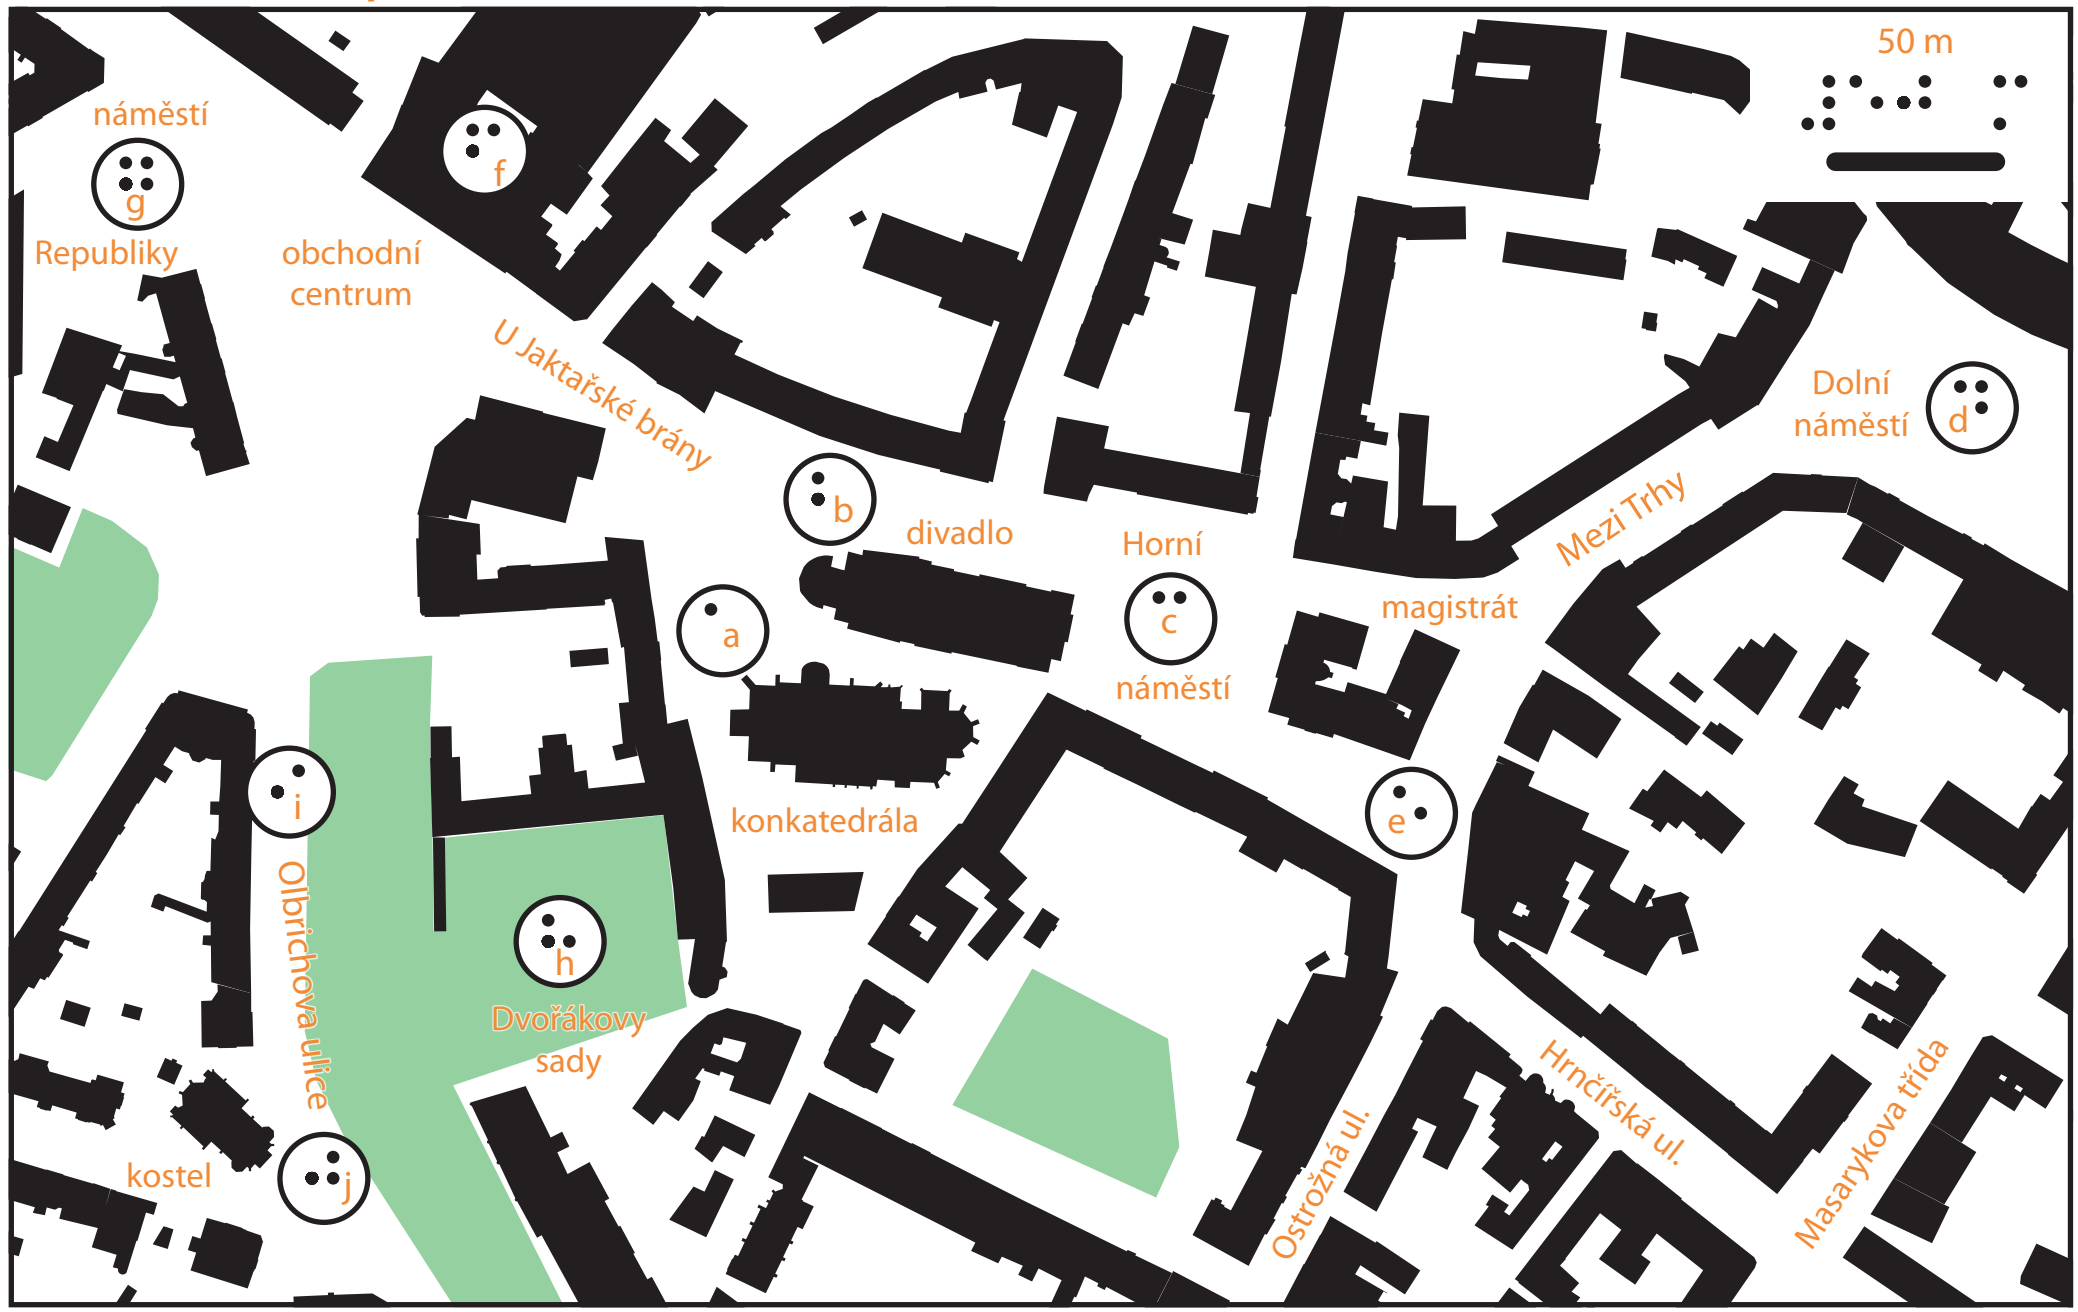 50 m
náměstí
g
Republiky
f
obchodní
centrum
U Jaktařské brány
Dolní
náměstí
d
b
divadlo
Horní
c
náměstí
Mezi Trhy
magistrát
a
konkatedrála
e
i
Olbrichova ulice
h
Dvořákovy
sady
kostel
j
Ostrožná ul.
Hrnčířská ul.
Masarykova třída